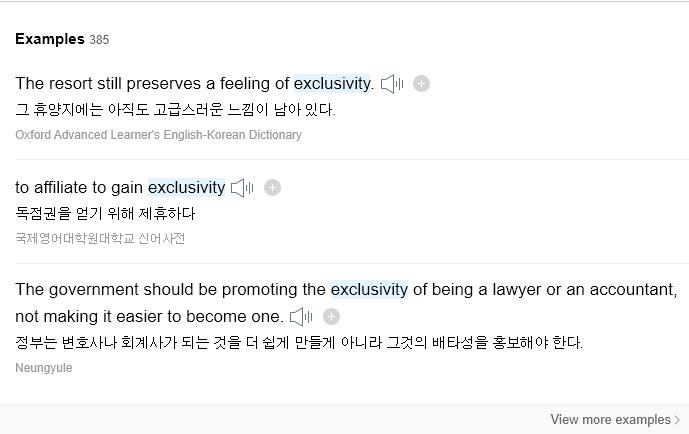 Examples 385
The resort still preserves a feeling of exclusivity.
그 휴양지에는 아직도 고급스러운 느낌이 남아 있다.
Oxford Advanced Learner's English-Korean Dictionary
to affiliate to gain exclusivity
독점권을 얻기 위해 제휴하다
국제영어대학원대학교 신어사전
The government should be promoting the exclusivity of being a lawyer or an accountant,
not making it easier to become one.
정부는 변호사나 회계사가 되는 것을 더 쉽게 만들게 아니라 그것의 배타성을 홍보해야 한다.
Neungyule
View more examples